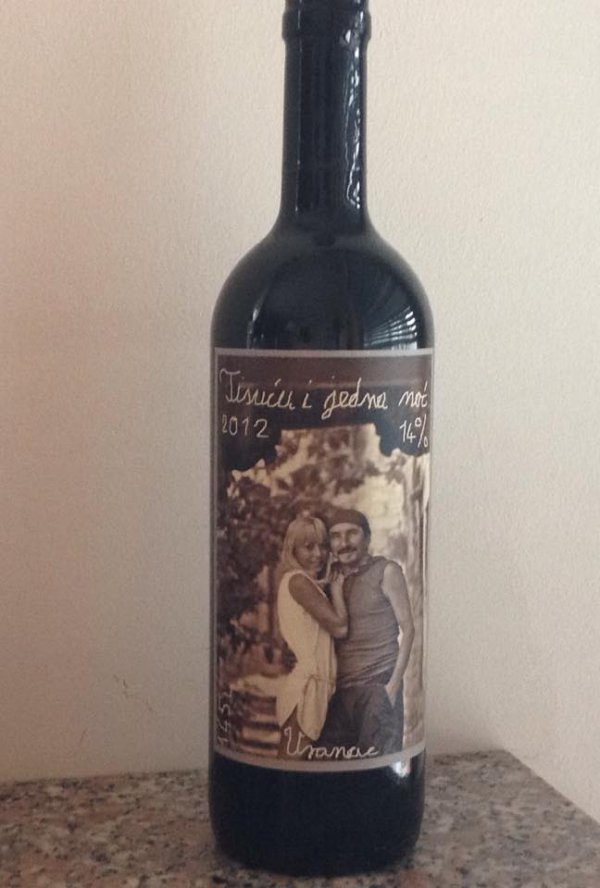 Tisuću i jedna noć
2012 14%
Vranac